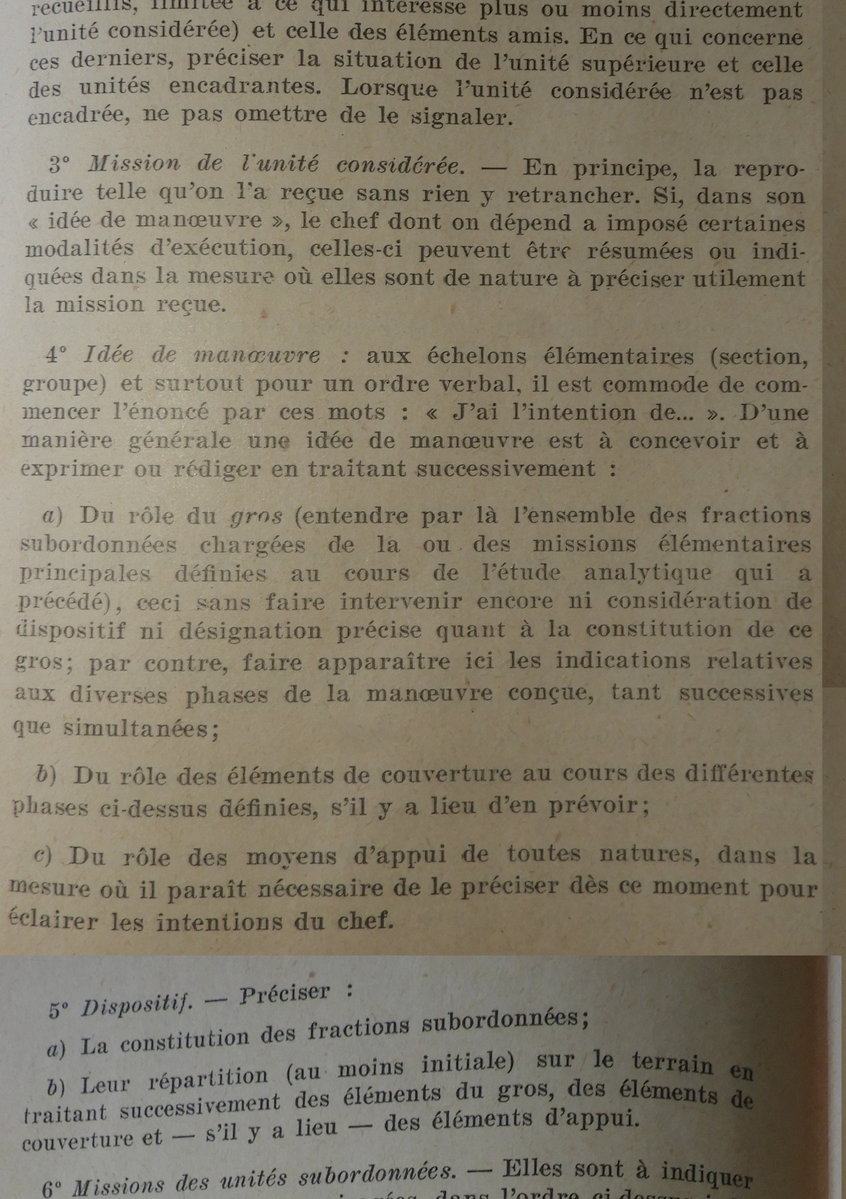 recueillis, limitée à ce qui intéresse plus ou moins directement
l'unité considérée) et celle des éléments amis. En ce qui concerne
ces derniers, préciser la situation de l'unité supérieure et celle
des unités encadrantes. Lorsque l'unité considérée n'est pas
encadrée, ne pas omettre de le signaler.
3° Mission de l'unité considérée. — En principe, la repro-
duire telle qu'on l'a reçue sans rien y retrancher. Si, dans son
« idée de manœuvre », le chef dont on dépend a imposé certaines
modalités d'exécution, celles-ci peuvent être résumées ou indi-
quées dans la mesure où elles sont de nature à préciser utilement
la mission reçue.
4° Idée de manœuvre : aux échelons élémentaires (section,
groupe) et surtout pour un ordre verbal, il est commode de com-
mencer l'énoncé par ces mots : « J'ai l'intention de... ». D'une
manière générale une idée de manœuvre est à concevoir et à
exprimer ou rédiger en traitant successivement :
a) Du rôle du gros (entendre par là l'ensemble des fractions
subordonnées chargées de la ou des missions élémentaires
principales définies au cours de l'étude analytique qui a
précédé), ceci sans faire intervenir encore ni considération de
dispositif ni désignation précise quant à la constitution de ce
gros; par contre, faire apparaître ici les indications relatives
aux diverses phases de la manœuvre conçue, tant successives
que simultanées;
b) Du rôle des éléments de couverture au cours des différentes
phases ci-dessus définies, s'il y a lieu d'en prévoir;
c) Du rôle des moyens d'appui de toutes natures, dans la
mesure où il paraît nécessaire de le préciser dès ce moment pour
éclairer les intentions du chef.
5° Dispositif. — Préciser :
a) La constitution des fractions subordonnées;
b) Leur répartition (au moins initiale) sur le terrain en
traitant successivement des éléments du gros, des éléments de
couverture et — s'il y a lieu — des éléments d'appui.
6° Missions des unités subordonnées. — Elles sont à indiquer
dans l'ordre